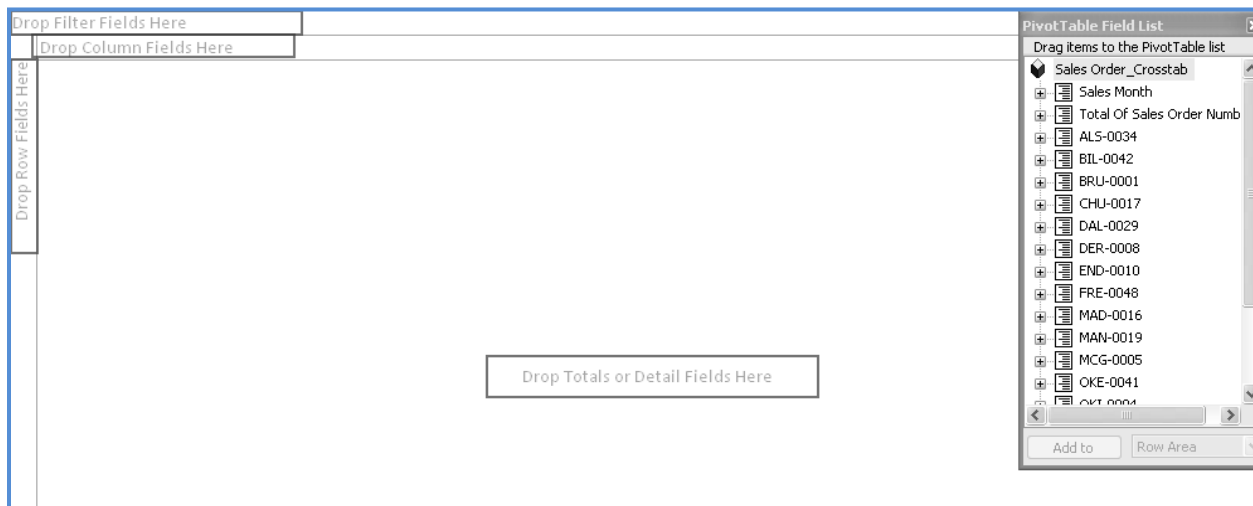 Drop Filter Fields Here
Drop Column Fields Here
Drop Row Fields Here
Drop Totals or Detail Fields Here
PivotTable Field List
Drag items to the PivotTable list
Sales Order_Crosstab
Sales Month
Total Of Sales Order Numb
ALS-0034
BIL-0042
BRU-0001
CHU-0017
DAL-0029
DER-0008
END-0010
FRE-0048
MAD-0016
MAN-0019
MCG-0005
OKE-0041
Add to
Row Area